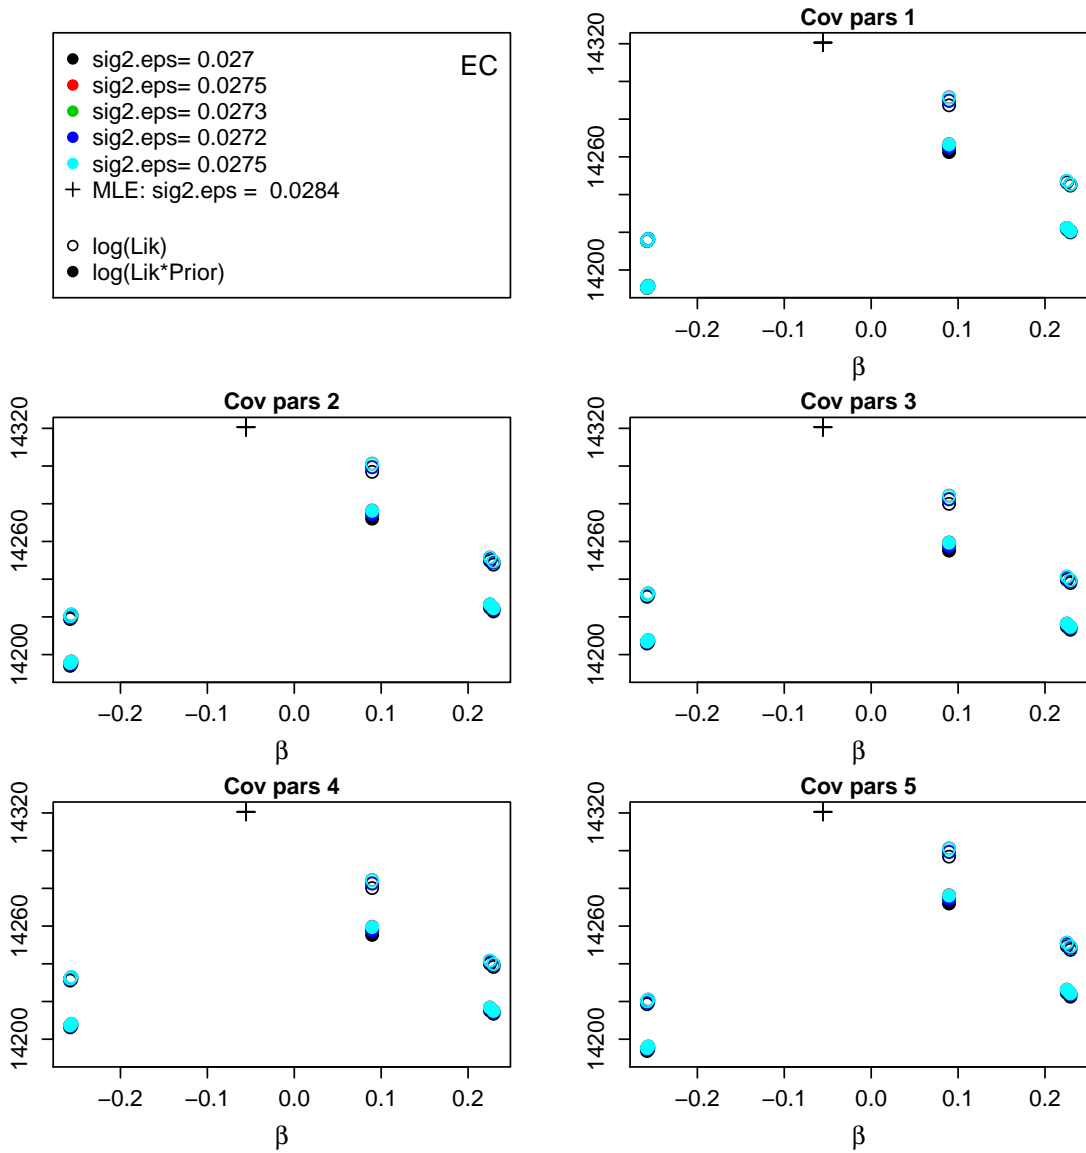 EC
sig2.eps= 0.027
sig2.eps= 0.0275
sig2.eps= 0.0273
sig2.eps= 0.0272
sig2.eps= 0.0275
MLE: sig2.eps = 0.0284
log(Lik)
log(Lik*Prior)
Cov pars 1
14320
14260
14200
−0.2 −0.1 0.0 0.1 0.2
β
Cov pars 2
14320
14260
14200
−0.2 −0.1 0.0 0.1 0.2
β
Cov pars 3
14320
14260
14200
−0.2 −0.1 0.0 0.1 0.2
β
Cov pars 4
14320
14260
14200
−0.2 −0.1 0.0 0.1 0.2
β
Cov pars 5
14320
14260
14200
−0.2 −0.1 0.0 0.1 0.2
β